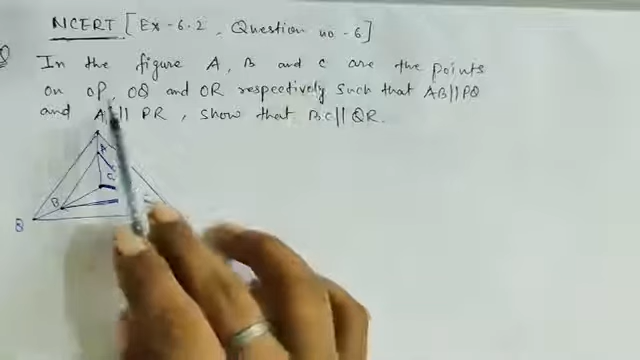 NCERT [Ex-6.2, Question no-6]
Q
In the figure A, B and C are the points
on OP, OQ and OR respectively such that AB||PQ
and A || PR, show that BC||QR.
A
C
B
Q